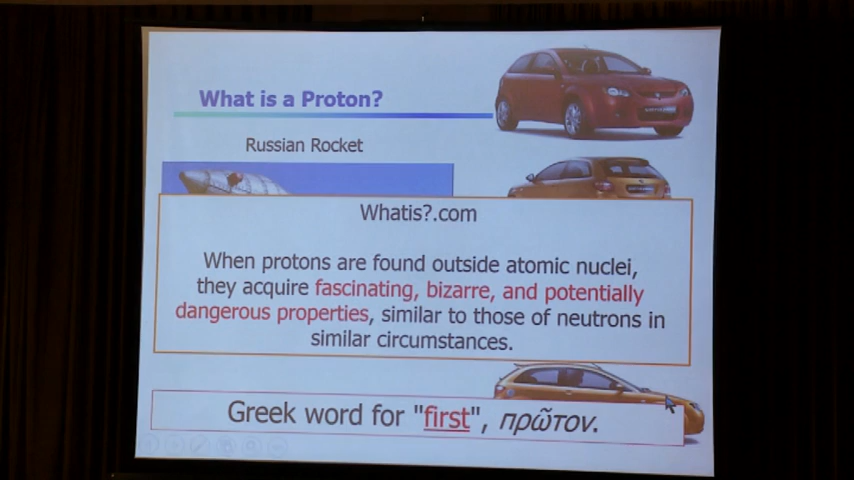 What is a Proton?
Russian Rocket
Whatis?.com
When protons are found outside atomic nuclei,
they acquire fascinating, bizarre, and potentially
dangerous properties, similar to those of neutrons in
similar circumstances.
Greek word for "first", πρῶτον.